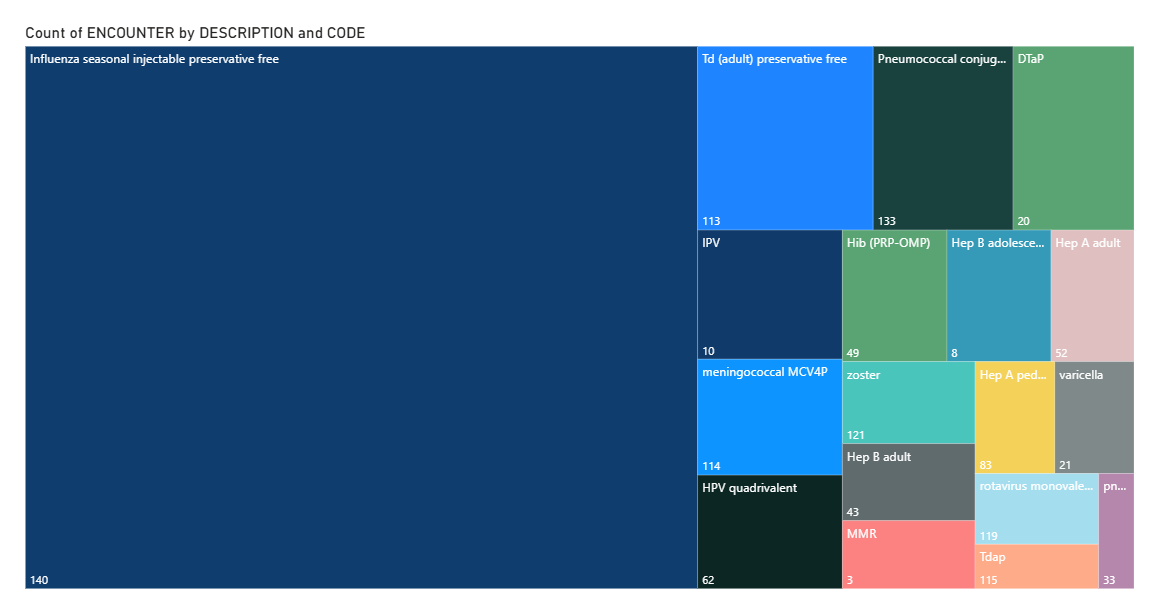 Count of ENCOUNTER by DESCRIPTION and CODE
Influenza seasonal injectable preservative free
140
Td (adult) preservative free
113
Pneumococcal conjug...
133
DTaP
20
IPV
10
Hib (PRP-OMP)
49
Hep B adolesce...
8
Hep A adult
52
meningococcal MCV4P
114
zoster
121
Hep A ped...
83
varicella
21
Hep B adult
43
HPV quadrivalent
62
MMR
3
rotavirus monovale...
119
pn...
33
Tdap
115